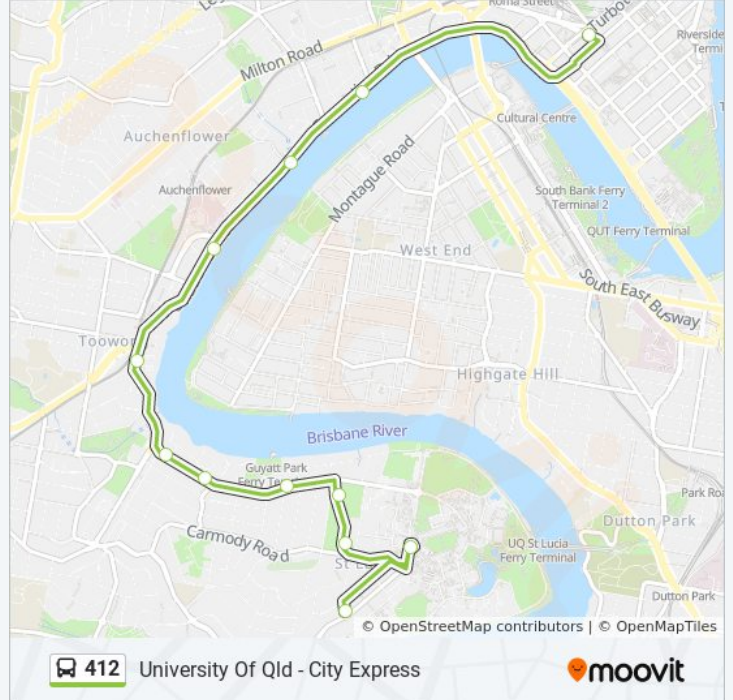 Roma Street
Turbot
Riverside
Termi
Milton Road
Cultural Centre
Auchenflower
Montague Road
Auchenflower
South Bank Ferry
Terminal 2
QUT Ferry Terminal
West End
South East Busway
Toowon
Highgate Hill
Brisbane River
Guyatt Park
Ferry Te
Park Roa
Dutton Park
Carmody Road
UQ St Lucia
Ferry Terminal
St L
Dutton Park
© OpenStreetMap contributors | © OpenMapTiles
412 University Of Qld - City Express
moovit